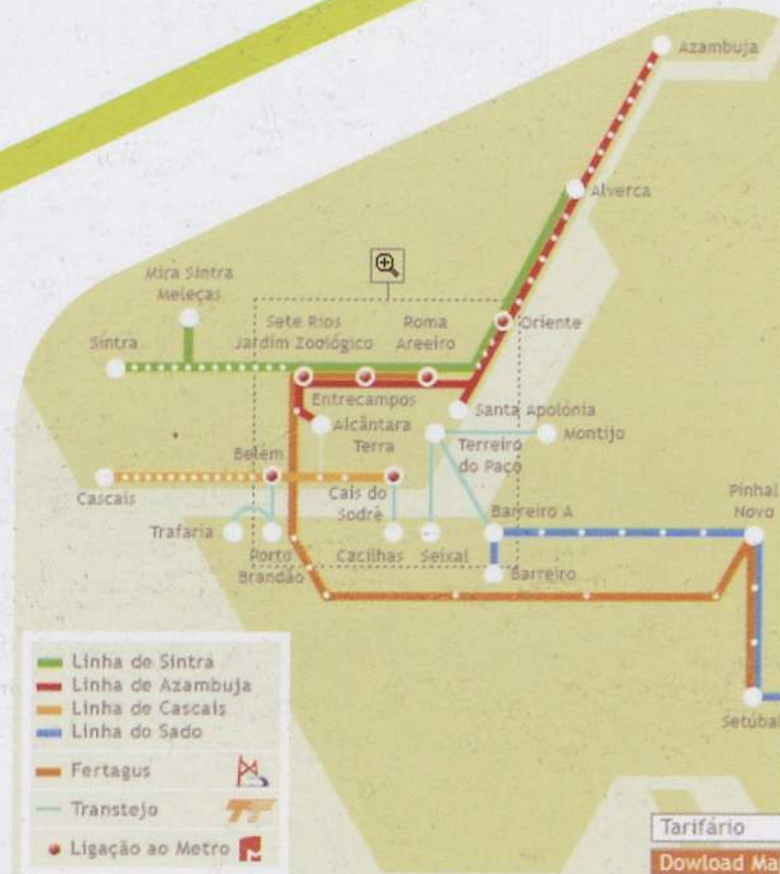 Azambuja
Alverca
Mira Sintra
Meleças
Sintra
Sete Rios
Jardim Zoológico
Roma
Areeiro
Oriente
Entrecampos
Santa Apolónia
Alcântara
Terra
Terreiro
do Paço
Montijo
Belém
Cascais
Cais do
Sodré
Trafaria
Porto
Brandão
Cacilhas
Seixal
Barreiro A
Barreiro
Pinhal
Novo
Setúbal
Linha de Sintra
Linha de Azambuja
Linha de Cascais
Linha do Sado
Fertagus
Transtejo
Ligação ao Metro
Tarifário
Dowload Ma